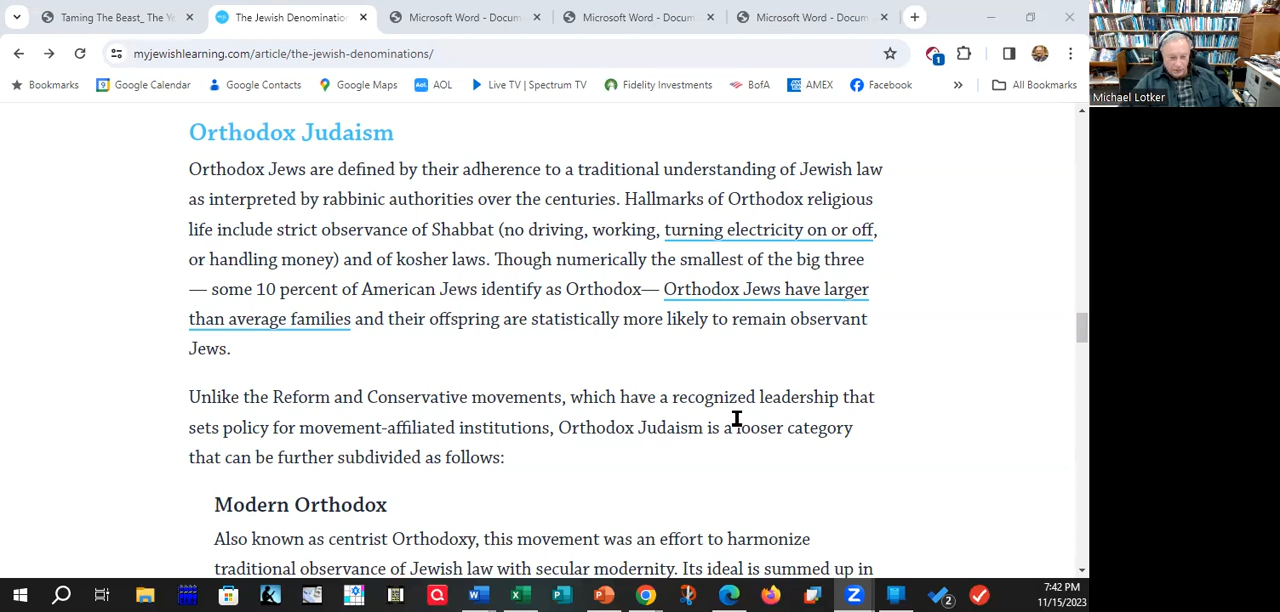 Taming The Beast_ The Y
The Jewish Denomination
Microsoft Word - Docum
Microsoft Word - Docum
Microsoft Word - Docum
myjewishlearning.com/article/the-jewish-denominations/
1
Bookmarks
Google Calendar
Google Contacts
Google Maps
AOL
Live TV | Spectrum TV
Fidelity Investments
BofA
AMEX
Facebook
All Bookmarks
Michael Lotker
Orthodox Judaism
Orthodox Jews are defined by their adherence to a traditional understanding of Jewish law
as interpreted by rabbinic authorities over the centuries. Hallmarks of Orthodox religious
life include strict observance of Shabbat (no driving, working, turning electricity on or off,
or handling money) and of kosher laws. Though numerically the smallest of the big three
— some 10 percent of American Jews identify as Orthodox— Orthodox Jews have larger
than average families and their offspring are statistically more likely to remain observant
Jews.
Unlike the Reform and Conservative movements, which have a recognized leadership that
sets policy for movement-affiliated institutions, Orthodox Judaism is a looser category
that can be further subdivided as follows:
Modern Orthodox
Also known as centrist Orthodoxy, this movement was an effort to harmonize
traditional observance of Jewish law with secular modernity. Its ideal is summed up in
2
7:42 PM
11/15/2023